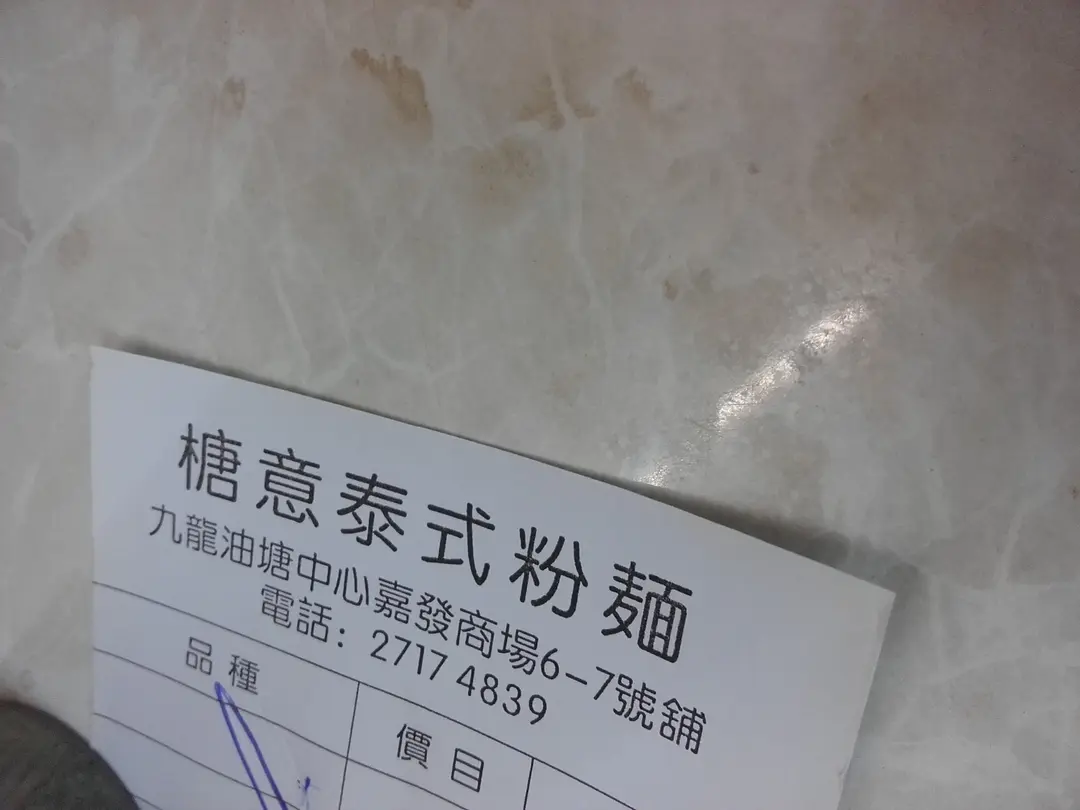 榶意泰式粉麵
九龍油塘中心嘉發商場6-7號舖
電話：2717 4839
品種
價目